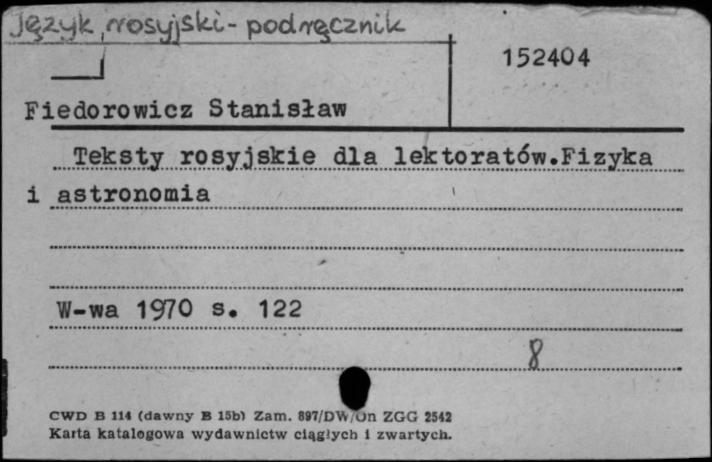 Język rosyjski - podręcznik
152404
Fiedorowicz Stanisław
Teksty rosyjskie dla lektoratów.Fizyka
i astronomia
W-wa 1970 s. 122
8
CWD B 114 (dawny B 15b) Zam. 897/DW/Un ZGG 2542
Karta katalogowa wydawnictw ciągłych i zwartych.